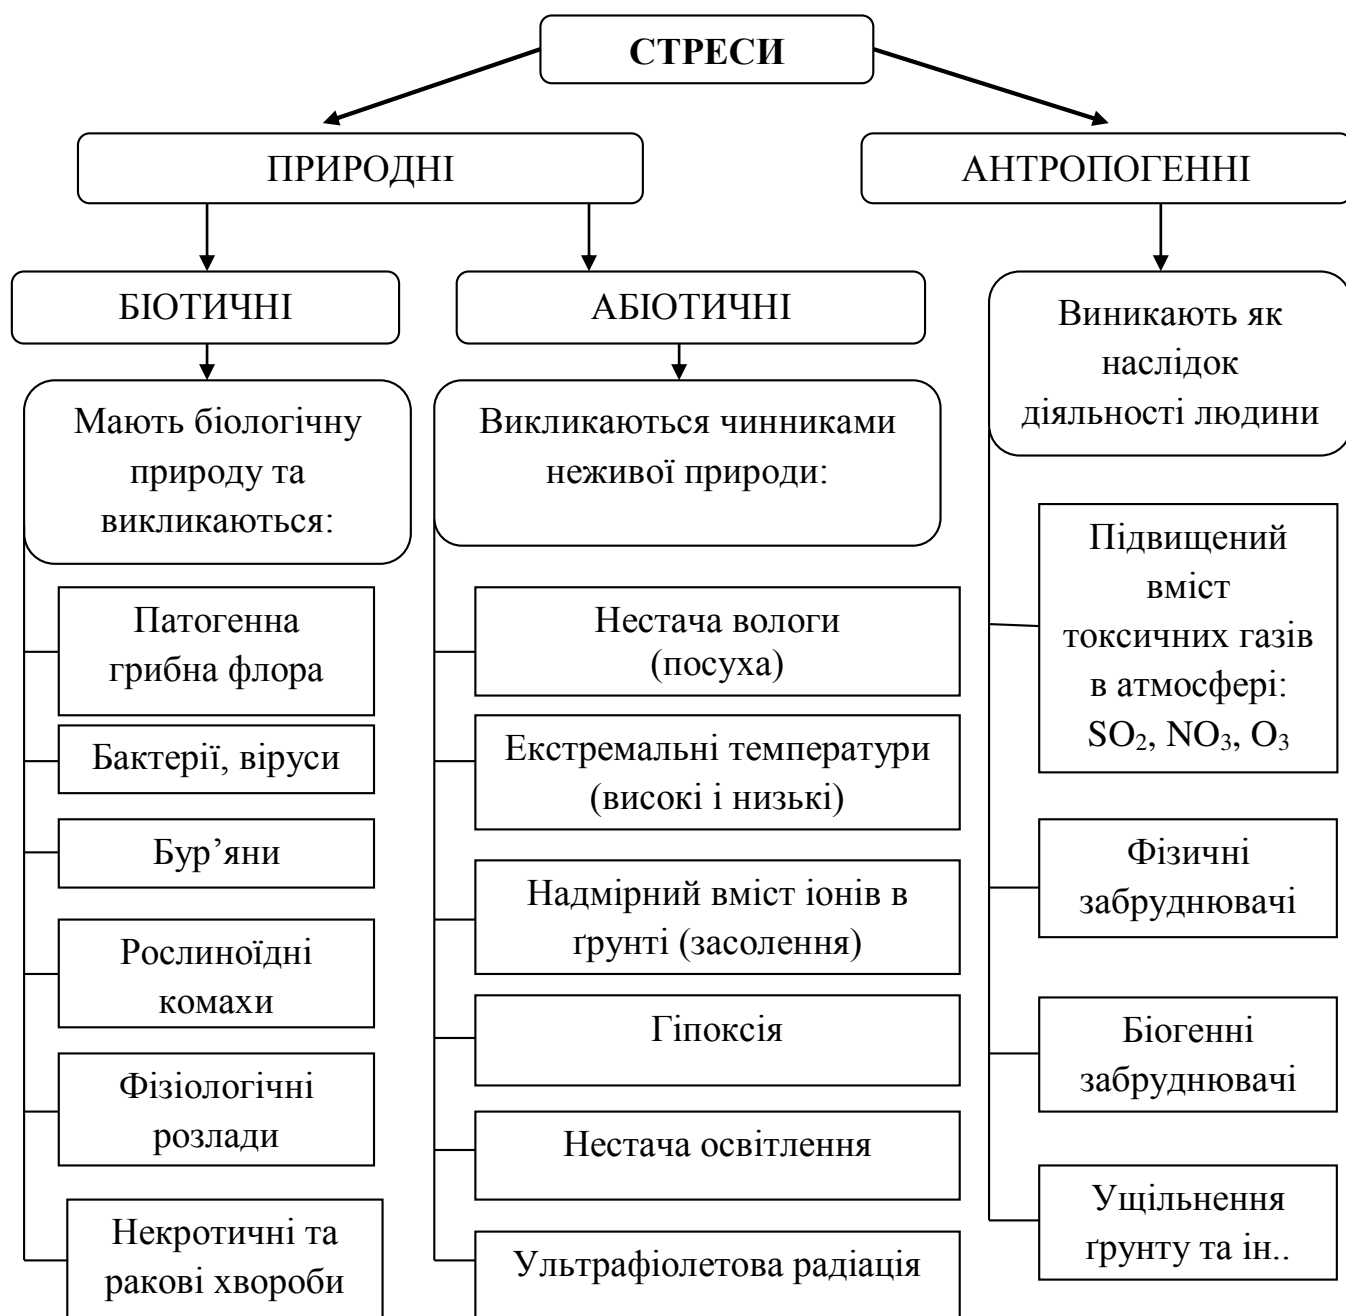 СТРЕСИ
ПРИРОДНІ
АНТРОПОГЕННІ
БІОТИЧНІ
АБІОТИЧНІ
Мають біологічну
природу та
викликаються:
Патогенна
грибна флора
Бактерії, віруси
Бур’яни
Рослиноїдні
комахи
Фізіологічні
розлади
Некротичні та
ракові хвороби
Викликаються чинниками
неживої природи:
Нестача вологи
(посуха)
Екстремальні температури
(високі і низькі)
Надмірний вміст іонів в
ґрунті (засолення)
Гіпоксія
Нестача освітлення
Ультрафіолетова радіація
Виникають як
наслідок
діяльності людини
Підвищений
вміст
токсичних газів
в атмосфері:
SO₂, NO₃, O₃
Фізичні
забруднювачі
Біогенні
забруднювачі
Ущільнення
ґрунту та ін..